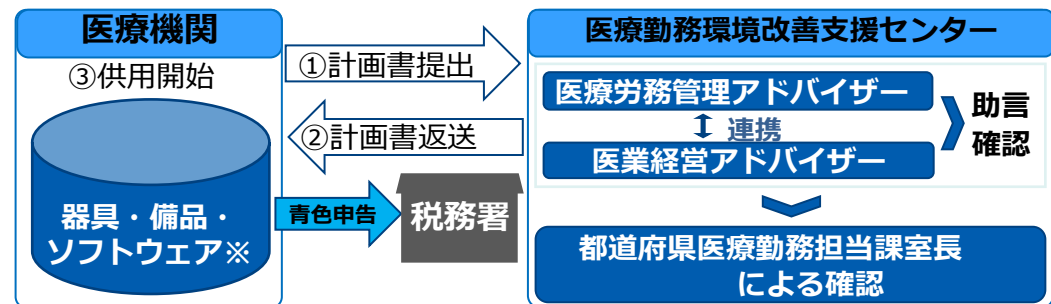 医療機関
③供用開始
器具・備品・
ソフトウェア※
①計画書提出
②計画書返送
青色申告
税務署
医療勤務環境改善支援センター
医療労務管理アドバイザー
連携
医業経営アドバイザー
助言
確認
都道府県医療勤務担当課室長
による確認